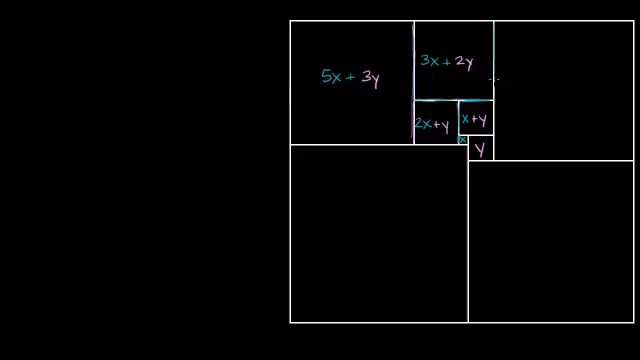 5x + 3y
3x + 2y
2x + y
x + y
x
y